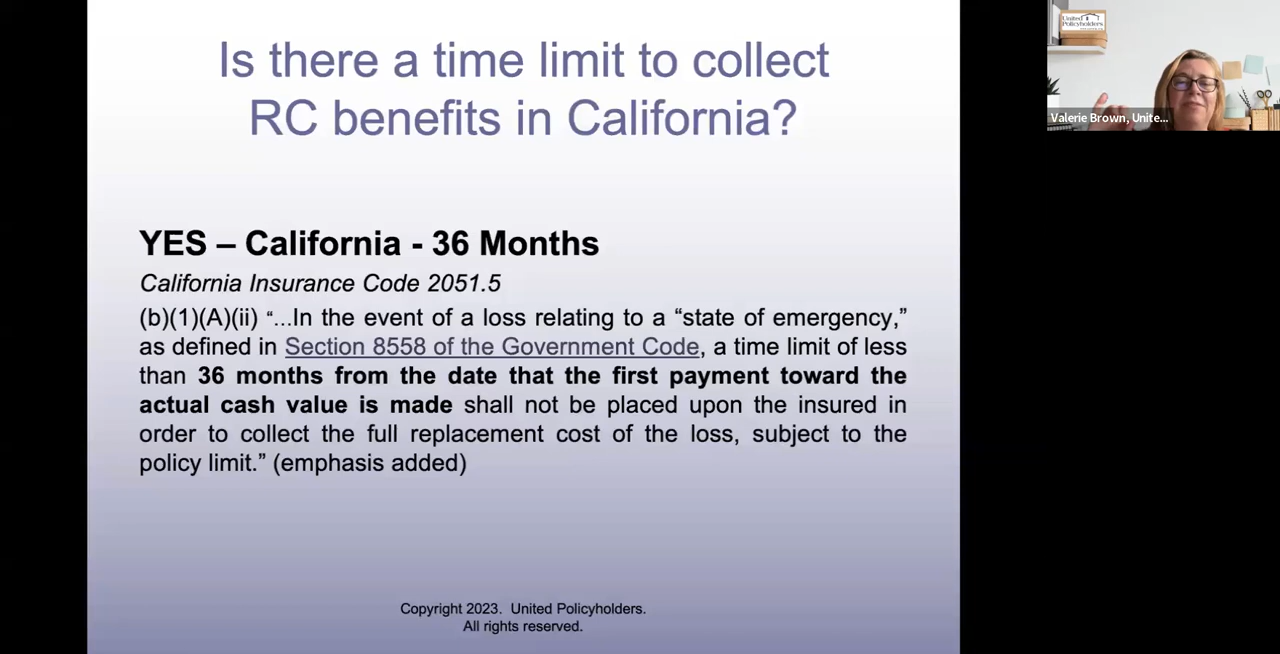 Is there a time limit to collect
RC benefits in California?
YES – California - 36 Months
California Insurance Code 2051.5
(b)(1)(A)(ii) “...In the event of a loss relating to a “state of emergency,”
as defined in Section 8558 of the Government Code, a time limit of less
than 36 months from the date that the first payment toward the
actual cash value is made shall not be placed upon the insured in
order to collect the full replacement cost of the loss, subject to the
policy limit.” (emphasis added)
Copyright 2023. United Policyholders.
All rights reserved.
United
Policyholders
Valerie Brown, Unite...